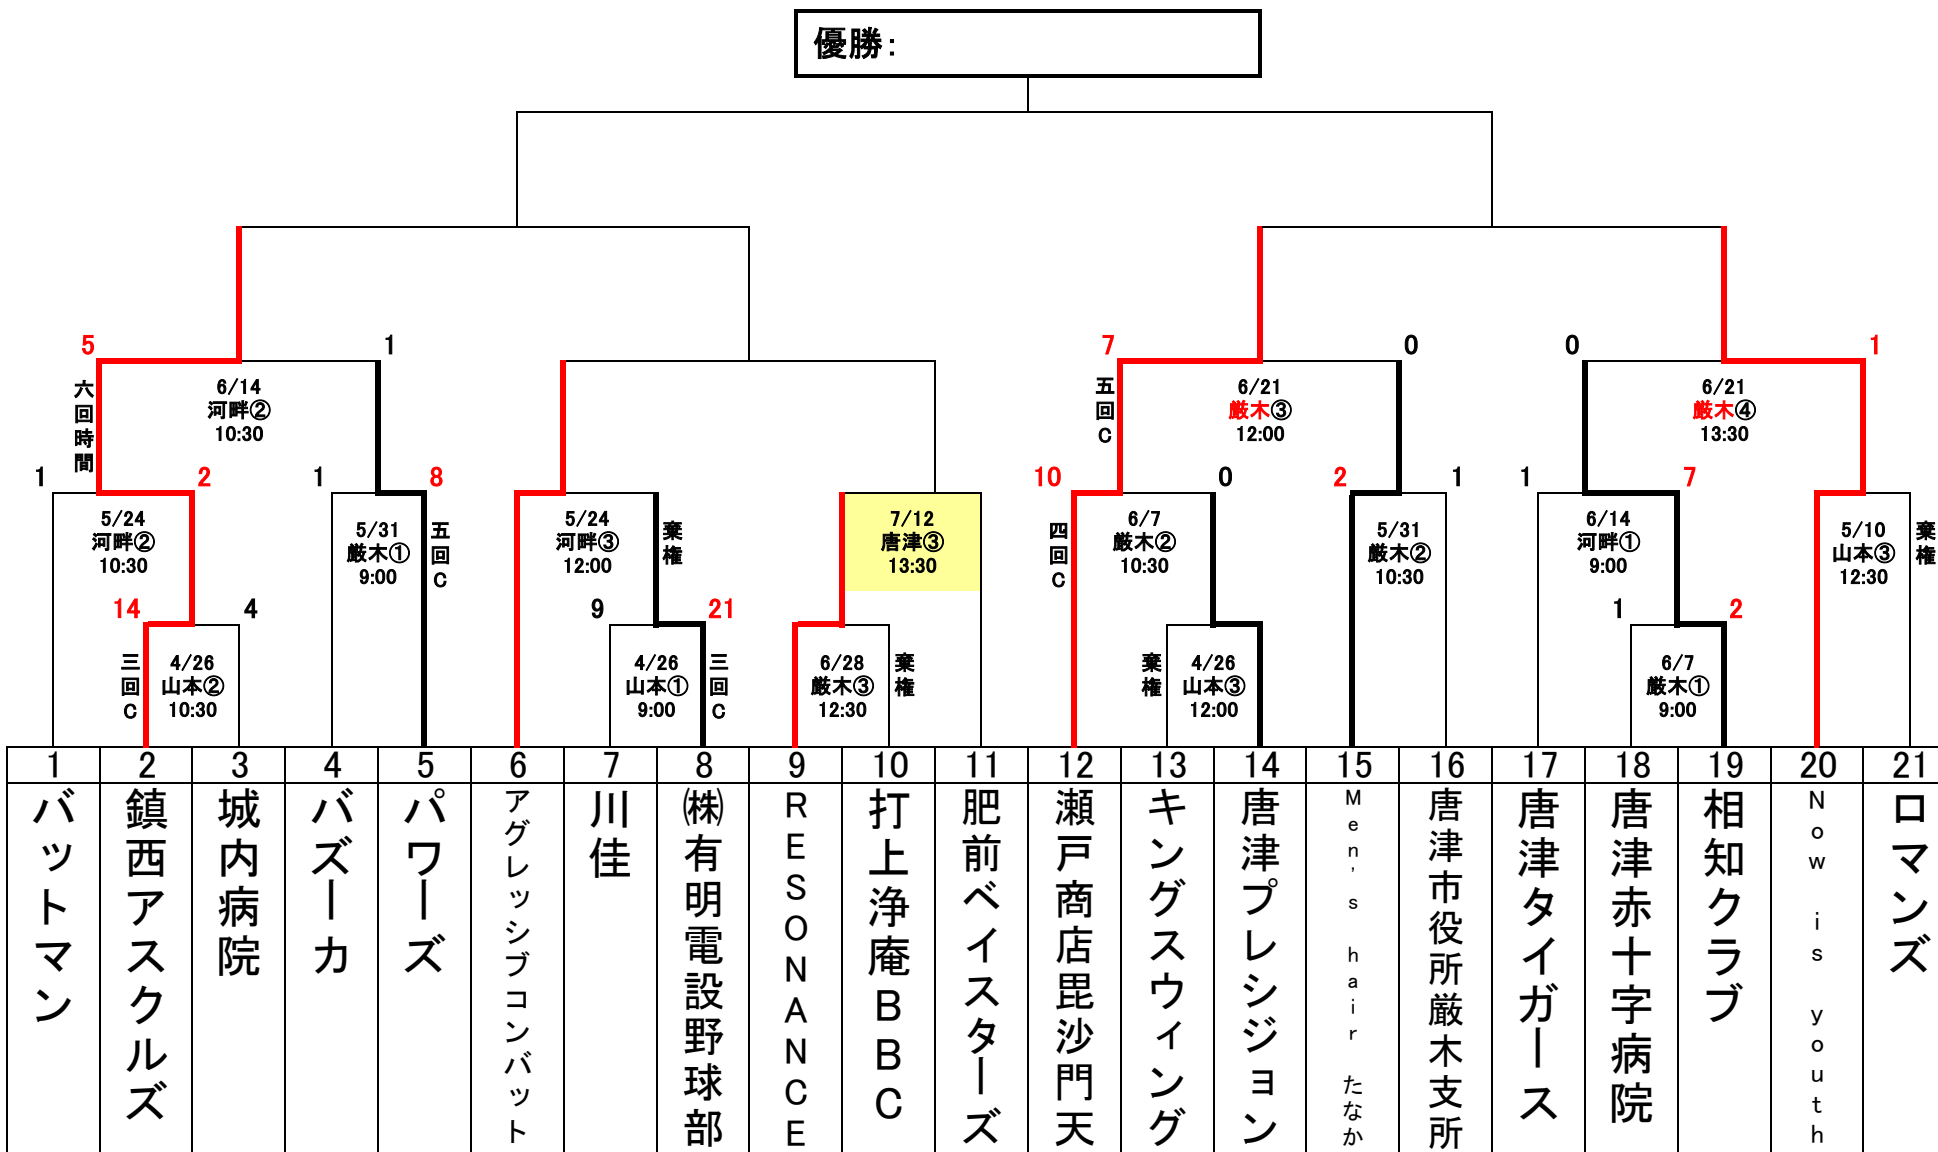 優勝:
5
1
7
0
0
1
六回時間
6/14
河畔②
10:30
五回C
6/21
厳木③
12:00
6/21
厳木④
13:30
1
2
1
8
10
0
2
1
1
7
5/24
河畔②
10:30
5/31
厳木①
9:00
五回C
5/24
河畔③
12:00
棄権
7/12
唐津③
13:30
四回C
6/7
厳木②
10:30
5/31
厳木②
10:30
6/14
河畔①
9:00
5/10
山本③
12:30
棄権
14
4
9
21
1
2
三回C
4/26
山本②
10:30
4/26
山本①
9:00
三回C
6/28
厳木③
12:30
棄権
棄権
4/26
山本③
12:00
6/7
厳木①
9:00
1
2
3
4
5
6
7
8
9
10
11
12
13
14
15
16
17
18
19
20
21
バットマン
鎮西アスクルズ
城内病院
バズーカ
パワーズ
アグレッシブコンバット
川佳
㈱有明電設野球部
RESONANCE
打上浄庵BBC
肥前ベイスターズ
瀬戸商店毘沙門天
キングスウィング
唐津プレシジョン
Men's hair たなか
唐津市役所厳木支所
唐津タイガース
唐津赤十字病院
相知クラブ
Now is youth
ロマンズ